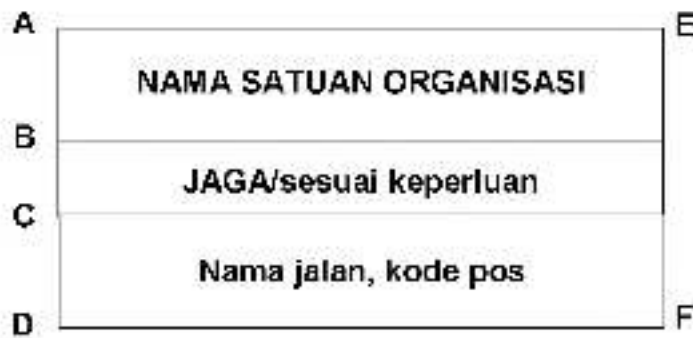 A E
NAMA SATUAN ORGANISASI
B
JAGA/sesuai keperluan
C
Nama jalan, kode pos
D F